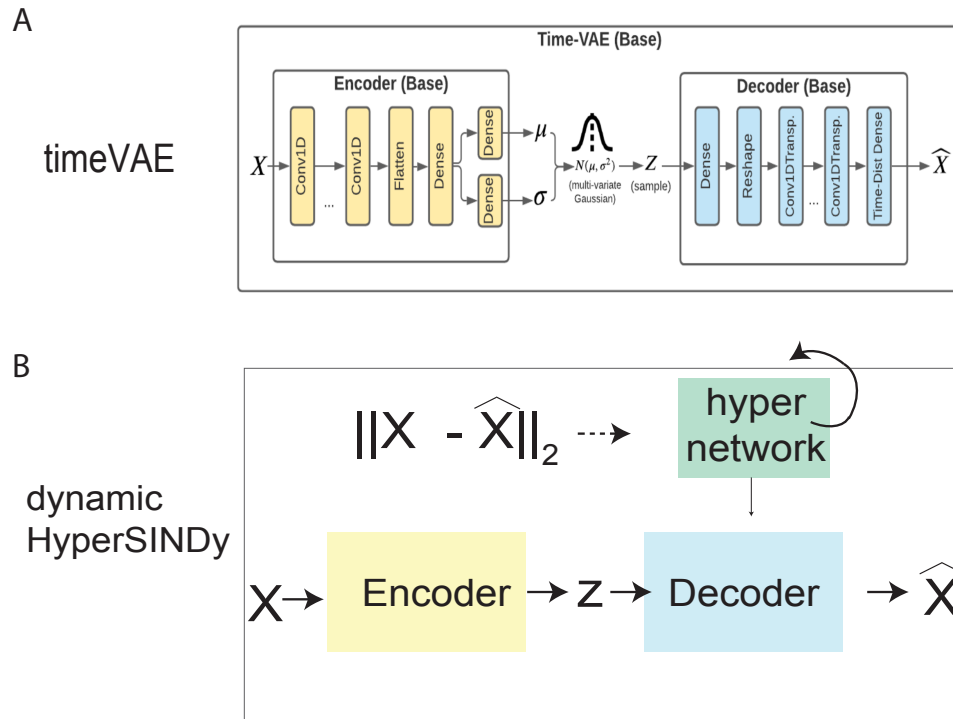 A
timeVAE
Time-VAE (Base)
Encoder (Base)
X
Conv1D
...
Conv1D
Flatten
Dense
Dense
Dense
μ
σ
N(μ, σ²)
(multi-variate
Gaussian)
Z
(sample)
Decoder (Base)
Dense
Reshape
Conv1DTransp.
...
Conv1DTransp.
Time-Dist Dense
X̂
B
dynamic
HyperSINDy
||X - X̂||₂
hyper
network
X
Encoder
z
Decoder
X̂